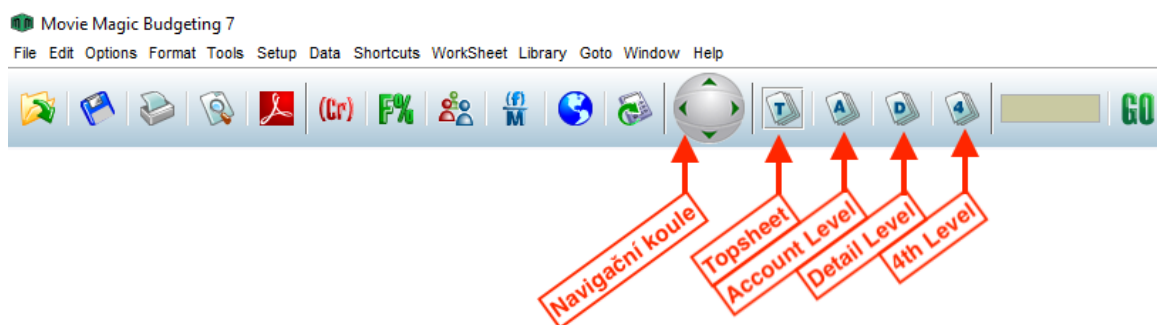 Movie Magic Budgeting 7
File Edit Options Format Tools Setup Data Shortcuts WorkSheet Library Goto Window Help
(Cr) F% (f) M T A D 4 GO
Navigační koule
Topsheet
Account Level
Detail Level
4th Level